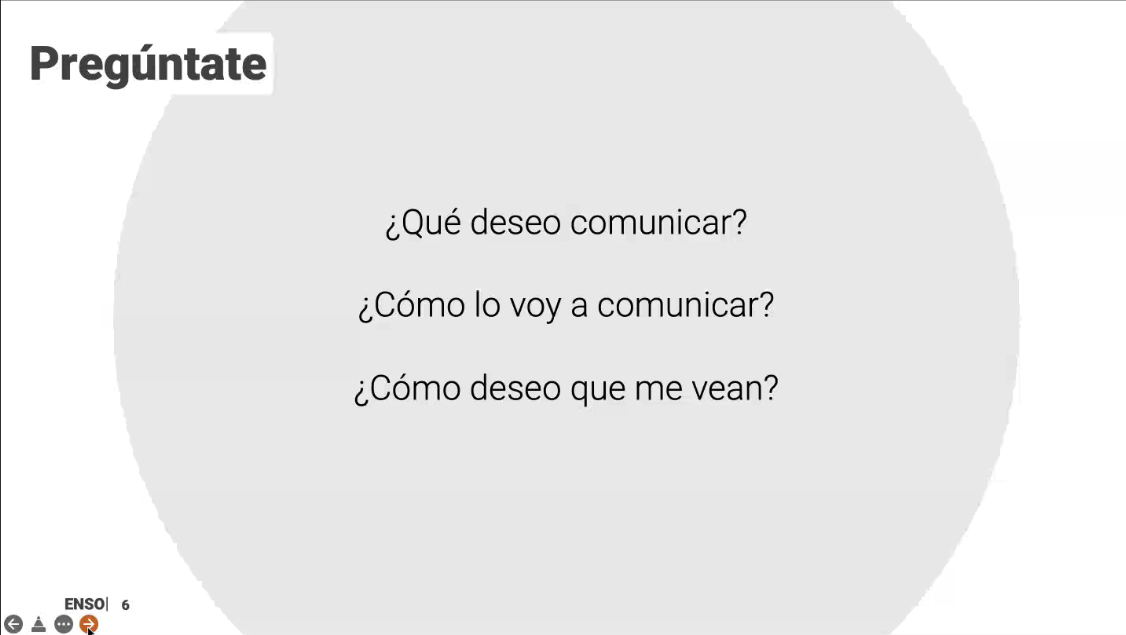 Pregúntate
¿Qué deseo comunicar?
¿Cómo lo voy a comunicar?
¿Cómo deseo que me vean?
ENSO| 6